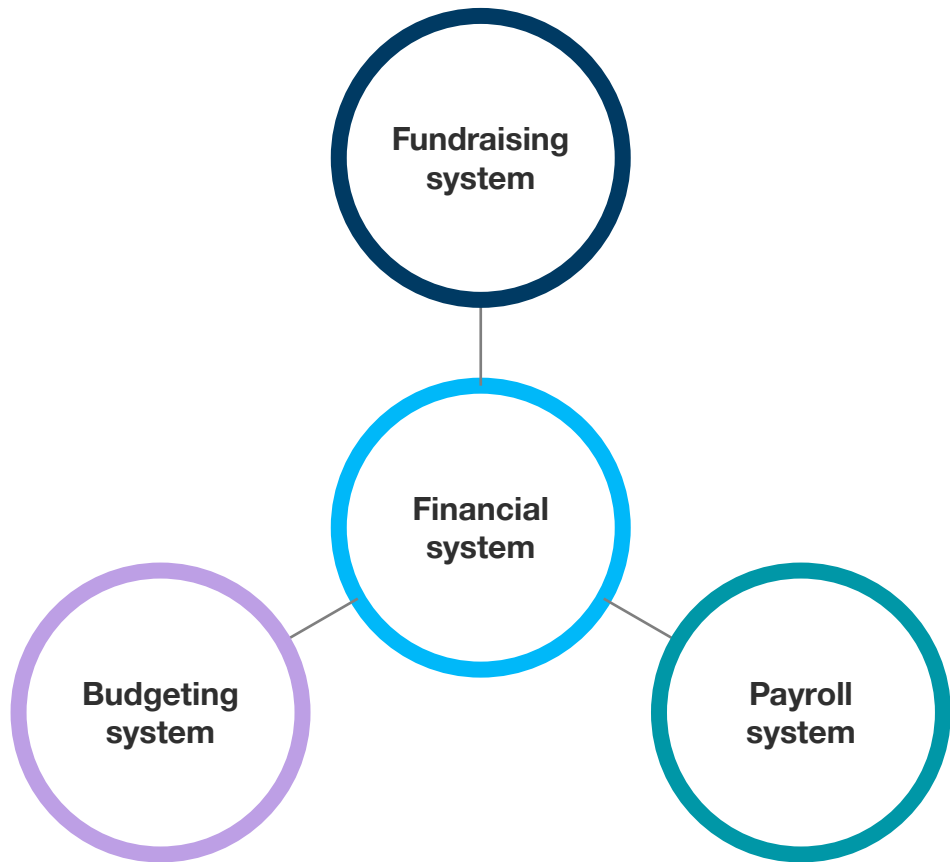 Fundraising
system
Financial
system
Budgeting
system
Payroll
system